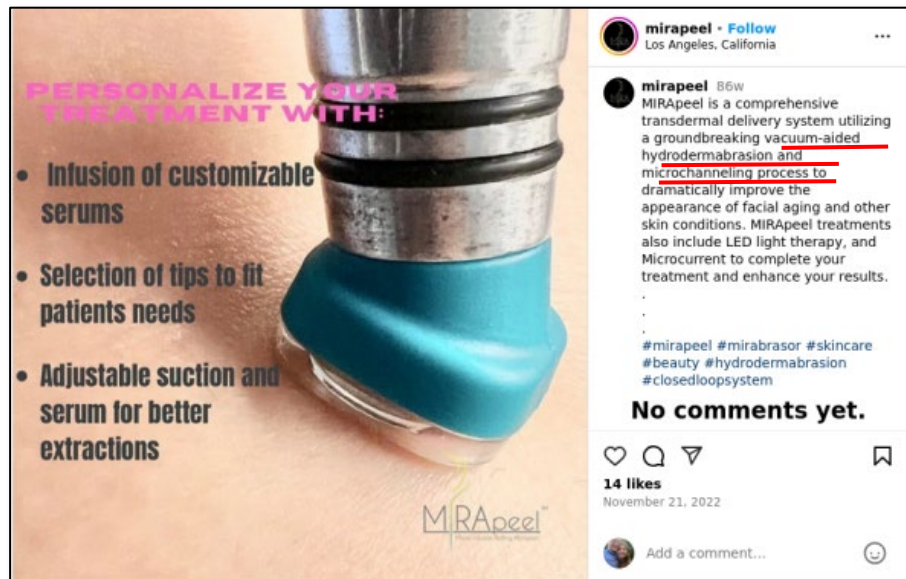 PERSONALIZE YOUR
TREATMENT WITH:
• Infusion of customizable
serums
• Selection of tips to fit
patients needs
• Adjustable suction and
serum for better
extractions
MIRApeel
mirapeel • Follow
Los Angeles, California
mirapeel 86w
MIRApeel is a comprehensive
transdermal delivery system utilizing
a groundbreaking vacuum-aided
hydrodermabrasion and
microchanneling process to
dramatically improve the
appearance of facial aging and other
skin conditions. MIRApeel treatments
also include LED light therapy, and
Microcurrent to complete your
treatment and enhance your results.
.
.
.
#mirapeel #mirabrasor #skincare
#beauty #hydrodermabrasion
#closedloopsystem
No comments yet.
14 likes
November 21, 2022
Add a comment...